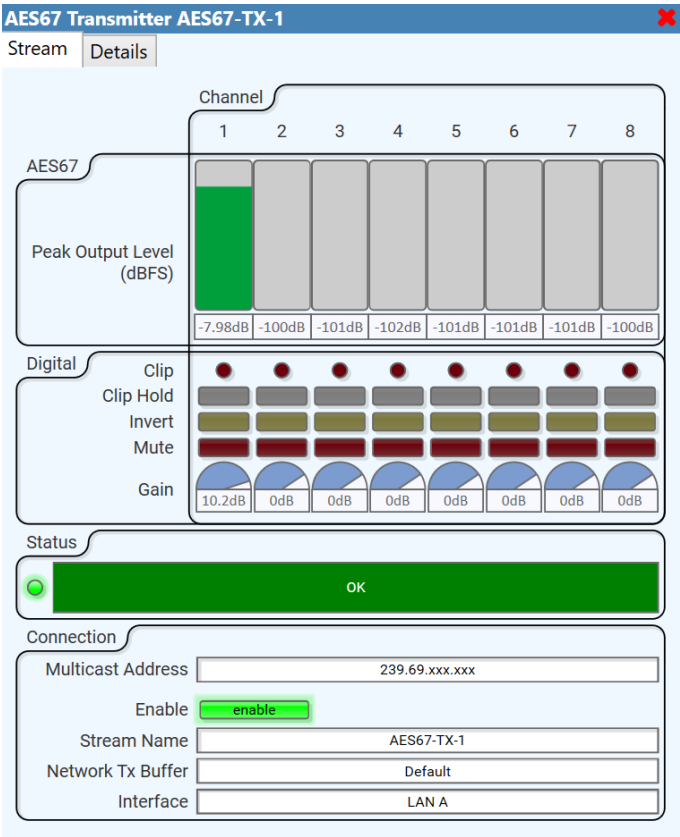 AES67 Transmitter AES67-TX-1
Stream Details
Channel
1 2 3 4 5 6 7 8
AES67
Peak Output Level
(dBFS)
-7.98dB -100dB -101dB -102dB -101dB -101dB -101dB -100dB
Digital
Clip
Clip Hold
Invert
Mute
Gain
10.2dB 0dB 0dB 0dB 0dB 0dB 0dB 0dB
Status
OK
Connection
Multicast Address 239.69.xxx.xxx
Enable enable
Stream Name AES67-TX-1
Network Tx Buffer Default
Interface LAN A